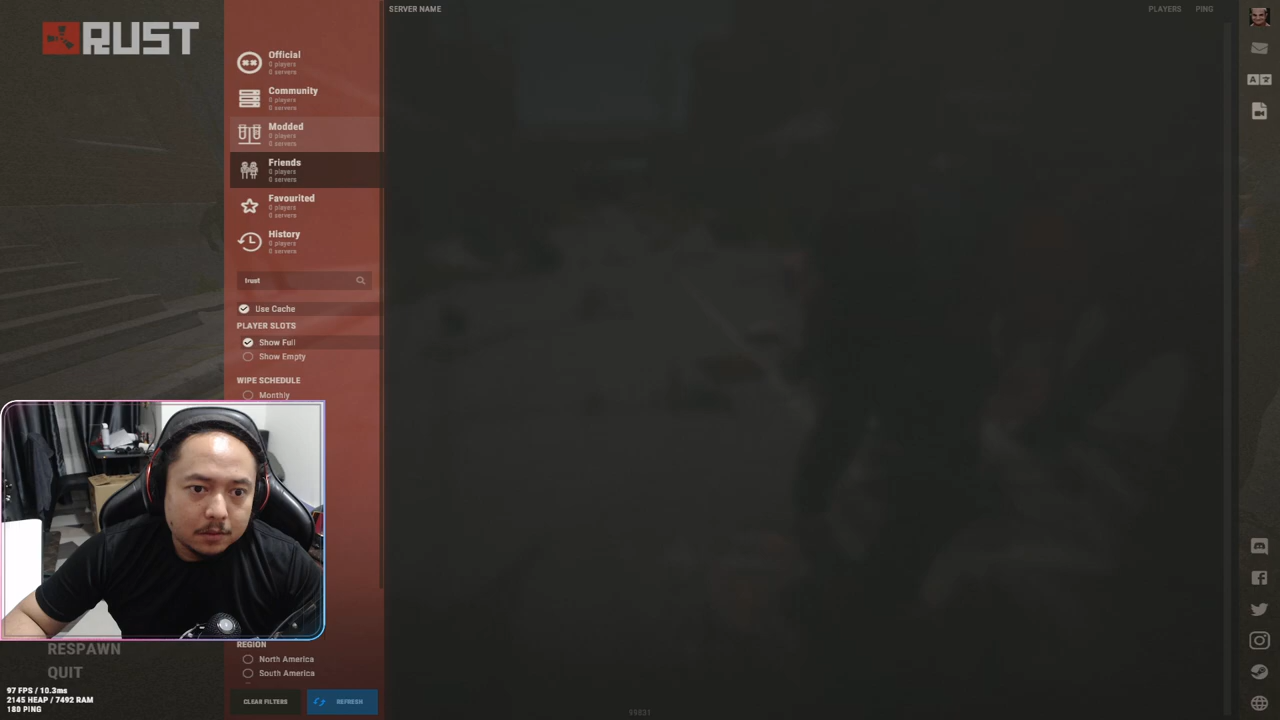 RUST
SERVER NAME
PLAYERS
PING
Official
0 players
0 servers
Community
0 players
0 servers
Modded
0 players
0 servers
Friends
0 players
0 servers
Favourited
0 players
0 servers
History
0 players
0 servers
trust
Use Cache
PLAYER SLOTS
Show Full
Show Empty
WIPE SCHEDULE
Monthly
REGION
North America
South America
RESPAWN
QUIT
97 FPS / 10.3ms
2145 HEAP / 7492 RAM
180 PING
CLEAR FILTERS
REFRESH